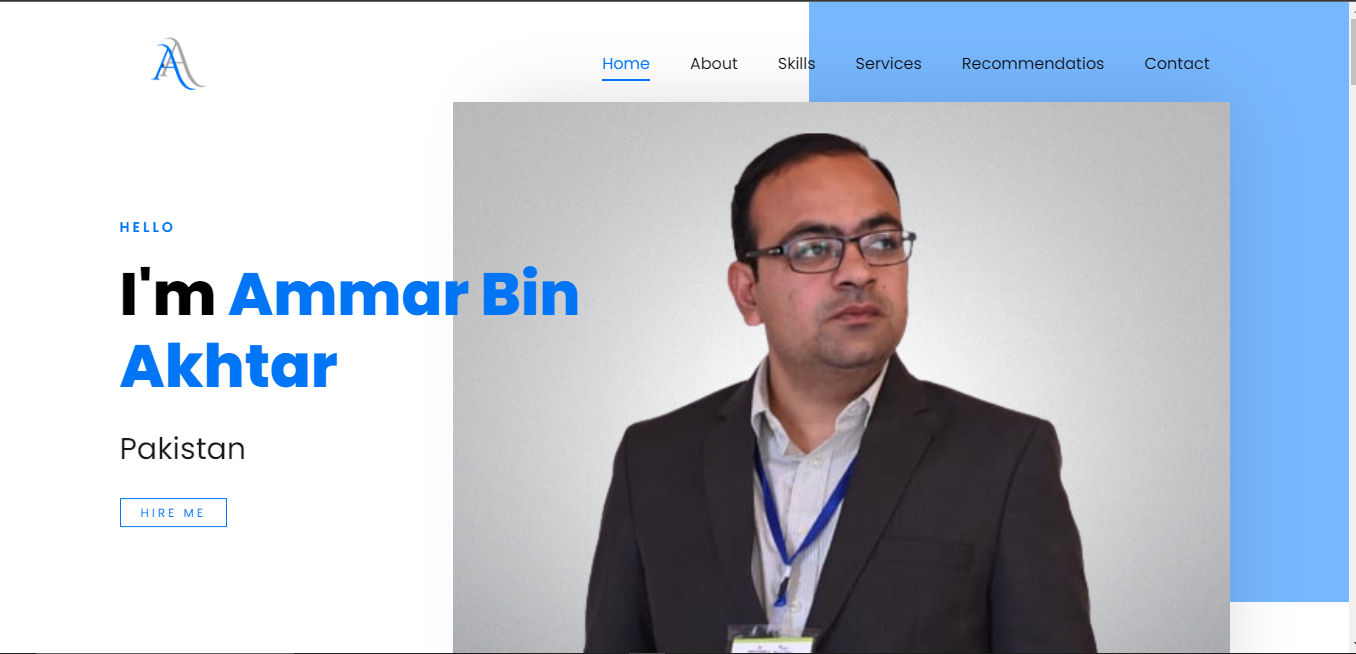 AA
Home About Skills Services Recommendatios Contact
HELLO
I'm Ammar Bin
Akhtar
Pakistan
HIRE ME